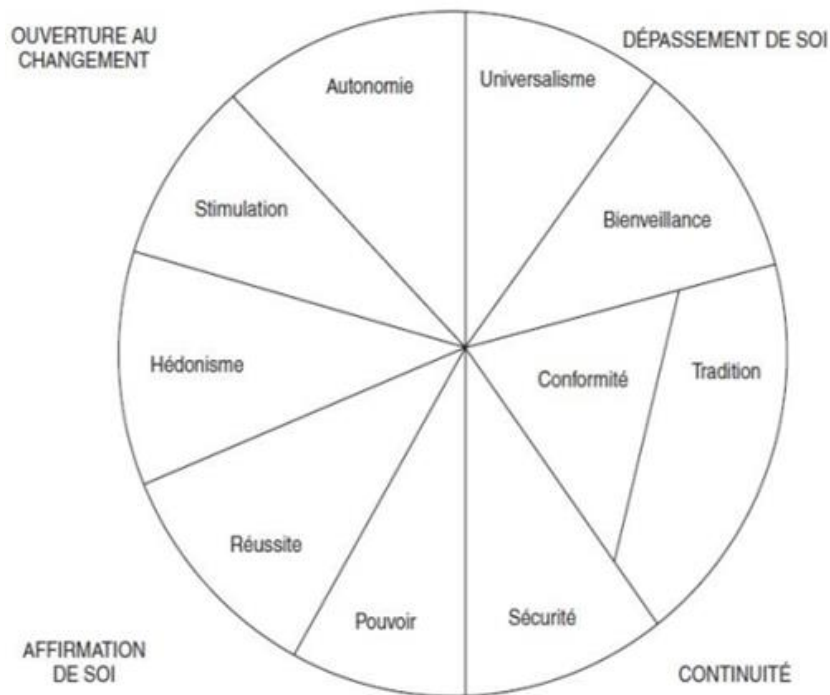 OUVERTURE AU
CHANGEMENT
DÉPASSEMENT DE SOI
Autonomie
Universalisme
Stimulation
Bienveillance
Hédonisme
Conformité
Tradition
Réussite
Pouvoir
Sécurité
AFFIRMATION
DE SOI
CONTINUITÉ